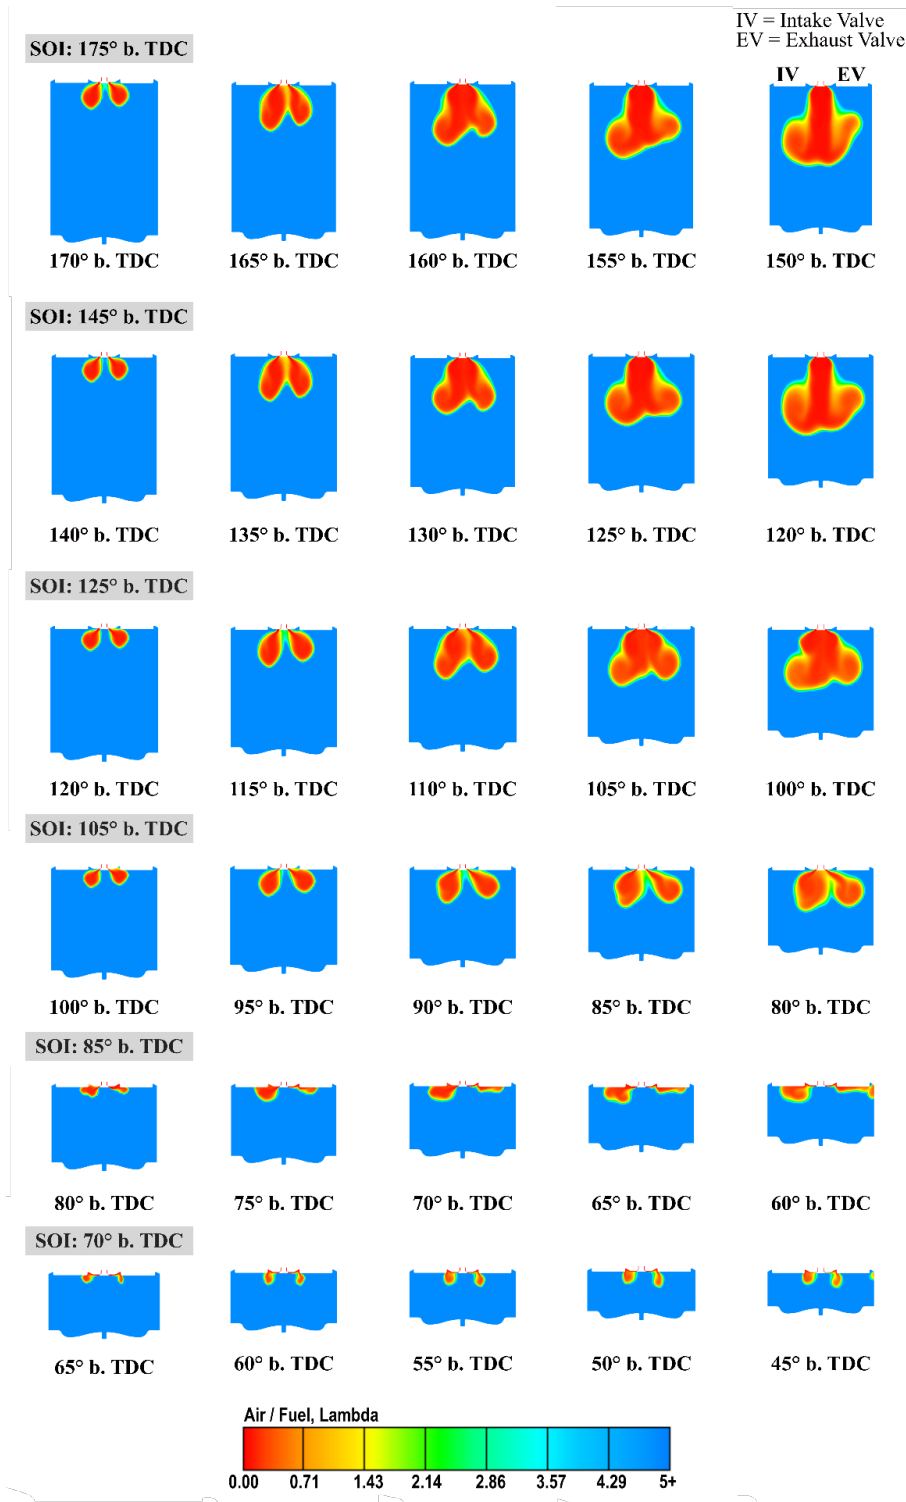 IV = Intake Valve
EV = Exhaust Valve
SOI: 175° b. TDC
IV EV
170° b. TDC 165° b. TDC 160° b. TDC 155° b. TDC 150° b. TDC
SOI: 145° b. TDC
140° b. TDC 135° b. TDC 130° b. TDC 125° b. TDC 120° b. TDC
SOI: 125° b. TDC
120° b. TDC 115° b. TDC 110° b. TDC 105° b. TDC 100° b. TDC
SOI: 105° b. TDC
100° b. TDC 95° b. TDC 90° b. TDC 85° b. TDC 80° b. TDC
SOI: 85° b. TDC
80° b. TDC 75° b. TDC 70° b. TDC 65° b. TDC 60° b. TDC
SOI: 70° b. TDC
65° b. TDC 60° b. TDC 55° b. TDC 50° b. TDC 45° b. TDC
Air / Fuel, Lambda
0.00 0.71 1.43 2.14 2.86 3.57 4.29 5+